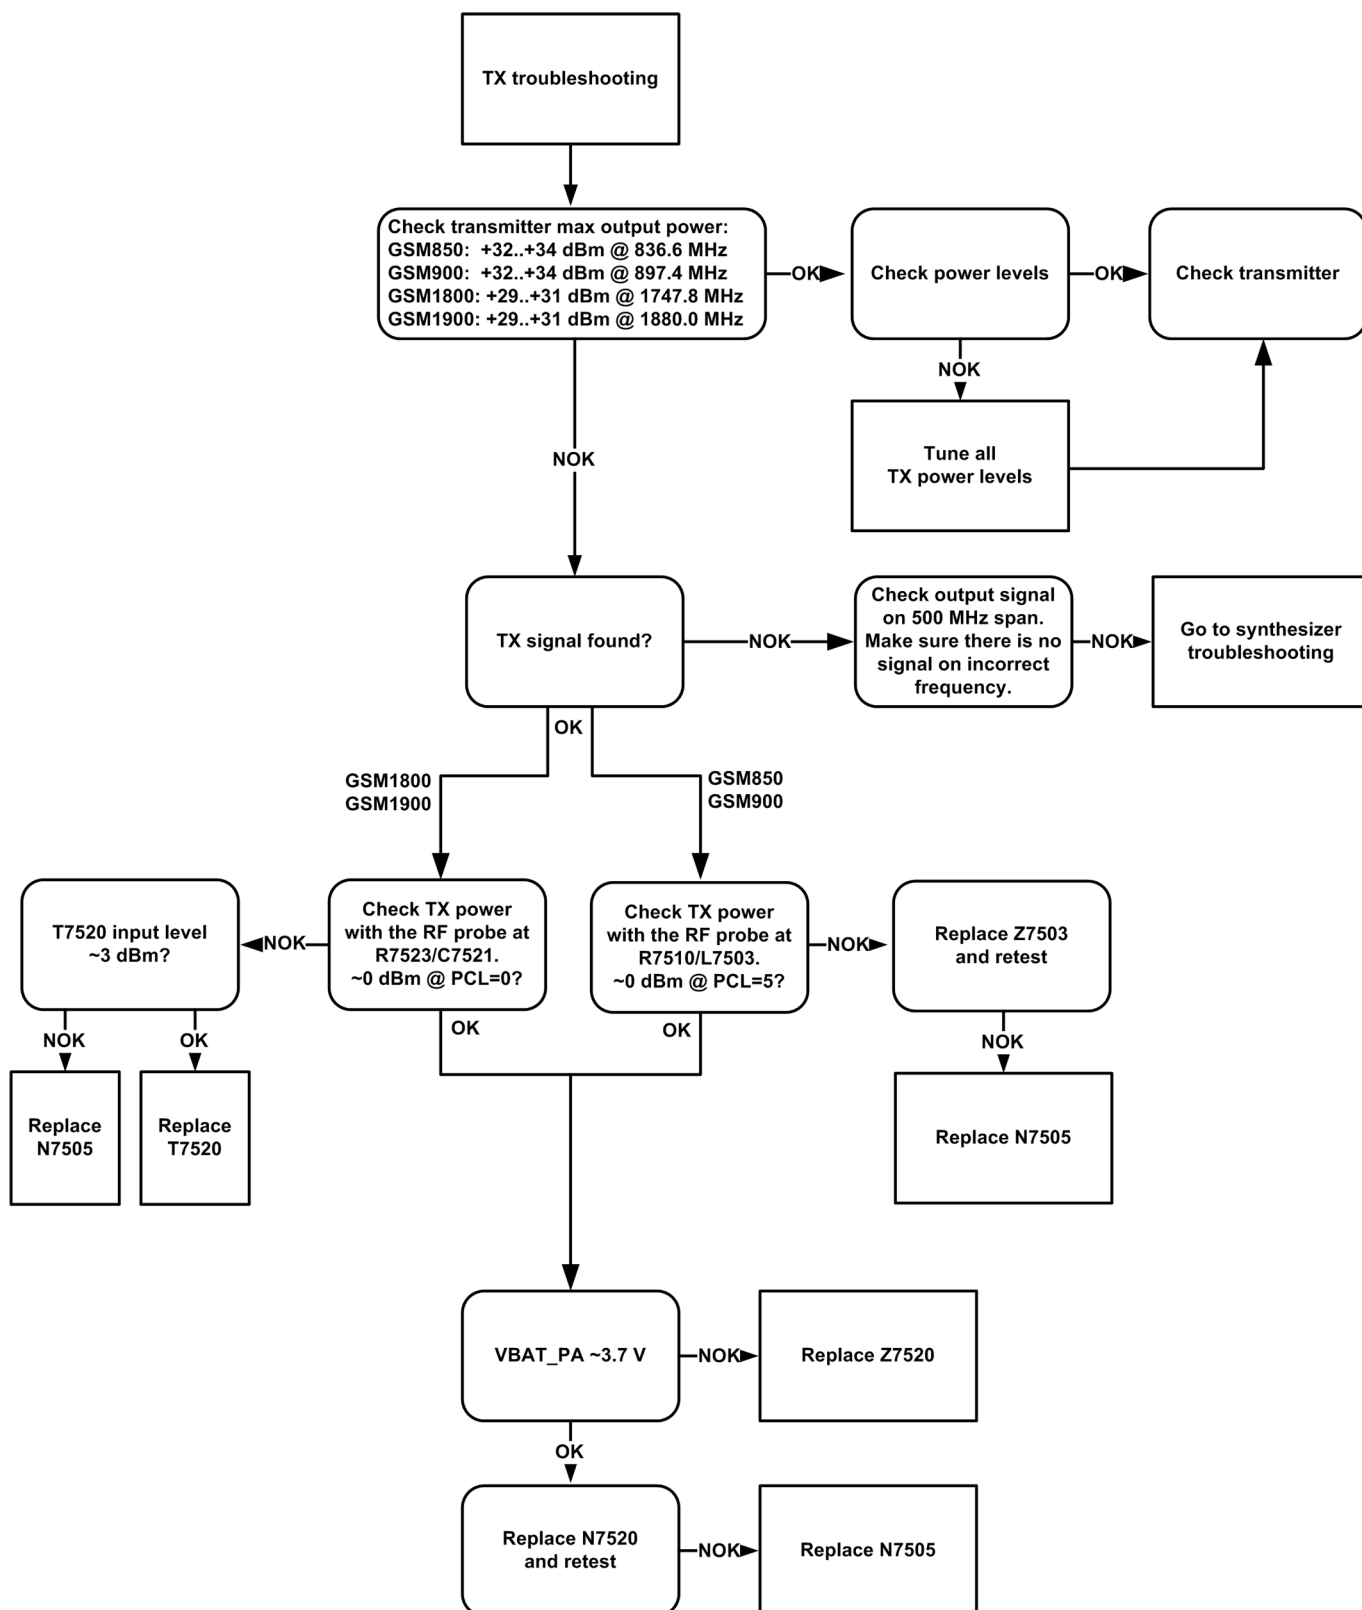 TX troubleshooting
Check transmitter max output power:
GSM850:  +32..+34 dBm @ 836.6 MHz
GSM900:  +32..+34 dBm @ 897.4 MHz
GSM1800: +29..+31 dBm @ 1747.8 MHz
GSM1900: +29..+31 dBm @ 1880.0 MHz
OK
Check power levels
OK
Check transmitter
NOK
Tune all
TX power levels
NOK
TX signal found?
NOK
Check output signal
on 500 MHz span.
Make sure there is no
signal on incorrect
frequency.
NOK
Go to synthesizer
troubleshooting
OK
GSM1800
GSM1900
GSM850
GSM900
T7520 input level
~3 dBm?
NOK
Check TX power
with the RF probe at
R7523/C7521.
~0 dBm @ PCL=0?
Check TX power
with the RF probe at
R7510/L7503.
~0 dBm @ PCL=5?
NOK
Replace Z7503
and retest
NOK
OK
OK
OK
NOK
Replace
N7505
Replace
T7520
Replace N7505
VBAT_PA ~3.7 V
NOK
Replace Z7520
OK
Replace N7520
and retest
NOK
Replace N7505